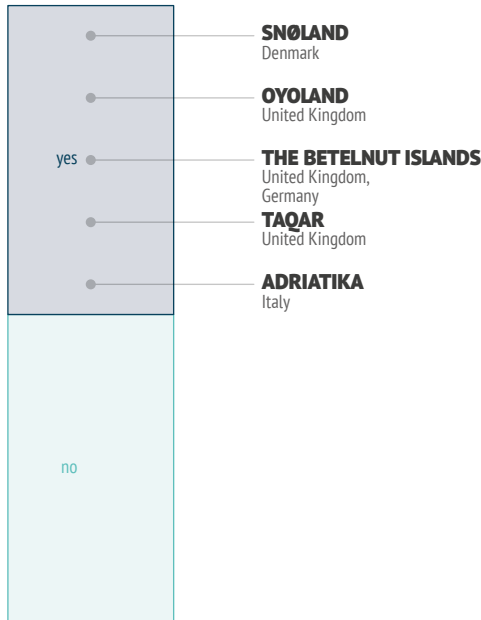 SNØLAND
Denmark
OYOLAND
United Kingdom
yes
THE BETELNUT ISLANDS
United Kingdom,
Germany
TAQAR
United Kingdom
ADRIATIKA
Italy
no